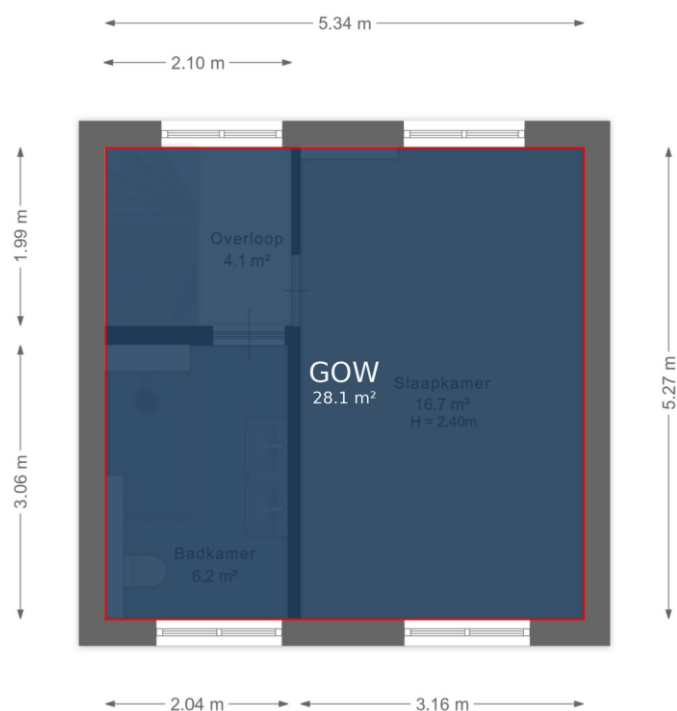 5.34 m
2.10 m
1.99 m
Overloop
4.1 m²
GOW
28.1 m²
Slaapkamer
16.7 m²
H = 2.40m
5.27 m
3.06 m
Badkamer
6.2 m²
2.04 m
3.16 m